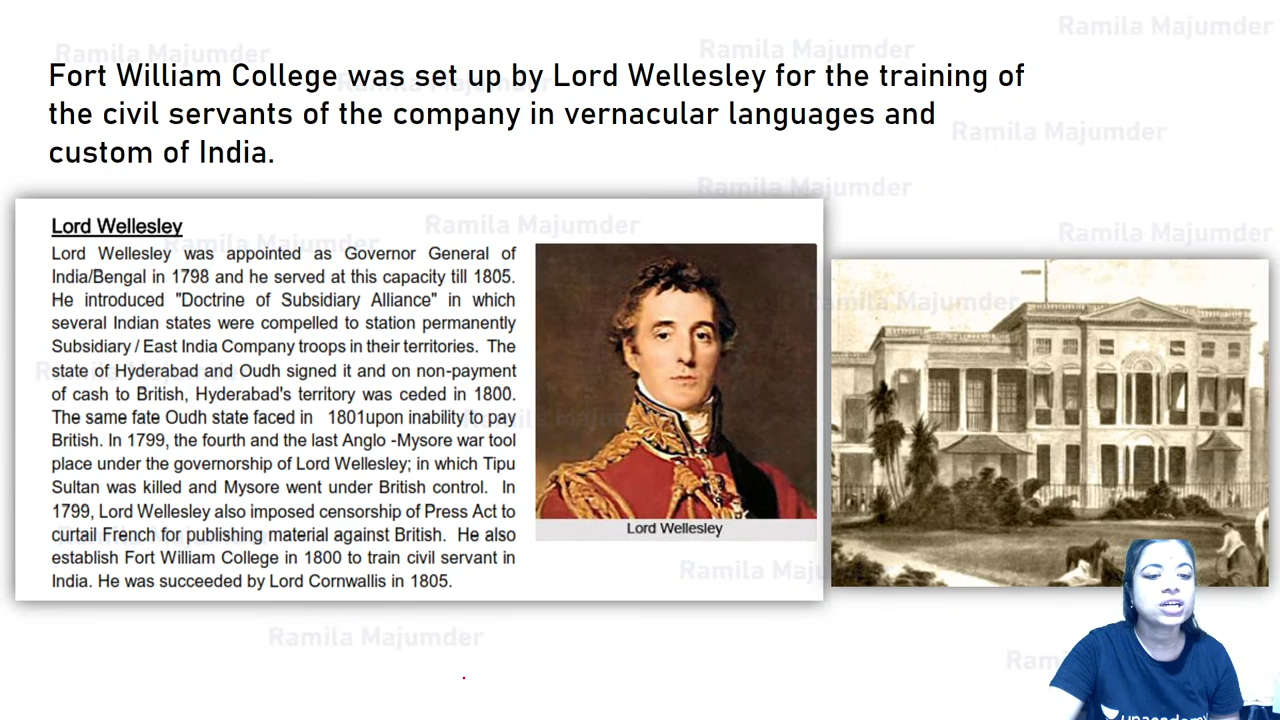 Fort William College was set up by Lord Wellesley for the training of
the civil servants of the company in vernacular languages and
custom of India.
Lord Wellesley
Lord Wellesley was appointed as Governor General of
India/Bengal in 1798 and he served at this capacity till 1805.
He introduced "Doctrine of Subsidiary Alliance" in which
several Indian states were compelled to station permanently
Subsidiary / East India Company troops in their territories. The
state of Hyderabad and Oudh signed it and on non-payment
of cash to British, Hyderabad's territory was ceded in 1800.
The same fate Oudh state faced in 1801upon inability to pay
British. In 1799, the fourth and the last Anglo -Mysore war tool
place under the governorship of Lord Wellesley; in which Tipu
Sultan was killed and Mysore went under British control. In
1799, Lord Wellesley also imposed censorship of Press Act to
curtail French for publishing material against British. He also
establish Fort William College in 1800 to train civil servant in
India. He was succeeded by Lord Cornwallis in 1805.
Lord Wellesley
Ramila Majumder
Ramila Majumder
Ramila Majumder
Ramila Majumder
Ramila Majumder
Ramila Majumder
Ramila Majumder
Ramila Majumder
Ramila Majumder
Ramila Majumder
Ramila Majumder